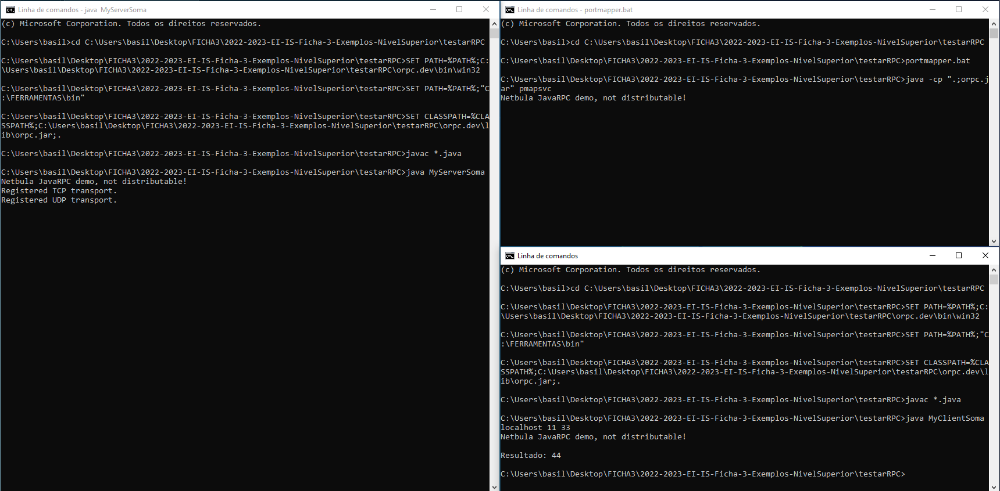 Linha de comandos - java  MyServerSoma
(c) Microsoft Corporation. Todos os direitos reservados.
C:\Users\basil>cd C:\Users\basil\Desktop\FICHA3\2022-2023-EI-IS-Ficha-3-Exemplos-NivelSuperior\testarRPC
C:\Users\basil\Desktop\FICHA3\2022-2023-EI-IS-Ficha-3-Exemplos-NivelSuperior\testarRPC>SET PATH=%PATH%;C:
\Users\basil\Desktop\FICHA3\2022-2023-EI-IS-Ficha-3-Exemplos-NivelSuperior\testarRPC\orpc.dev\bin\win32
C:\Users\basil\Desktop\FICHA3\2022-2023-EI-IS-Ficha-3-Exemplos-NivelSuperior\testarRPC>SET PATH=%PATH%;"C
:\FERRAMENTAS\bin"
C:\Users\basil\Desktop\FICHA3\2022-2023-EI-IS-Ficha-3-Exemplos-NivelSuperior\testarRPC>SET CLASSPATH=%CLA
SSPATH%;C:\Users\basil\Desktop\FICHA3\2022-2023-EI-IS-Ficha-3-Exemplos-NivelSuperior\testarRPC\orpc.dev\l
ib\orpc.jar;.
C:\Users\basil\Desktop\FICHA3\2022-2023-EI-IS-Ficha-3-Exemplos-NivelSuperior\testarRPC>javac *.java
C:\Users\basil\Desktop\FICHA3\2022-2023-EI-IS-Ficha-3-Exemplos-NivelSuperior\testarRPC>java MyServerSoma
Netbula JavaRPC demo, not distributable!
Registered TCP transport.
Registered UDP transport.
Linha de comandos - portmapper.bat
(c) Microsoft Corporation. Todos os direitos reservados.
C:\Users\basil>cd C:\Users\basil\Desktop\FICHA3\2022-2023-EI-IS-Ficha-3-Exemplos-NivelSuperior\testarRPC
C:\Users\basil\Desktop\FICHA3\2022-2023-EI-IS-Ficha-3-Exemplos-NivelSuperior\testarRPC>portmapper.bat
C:\Users\basil\Desktop\FICHA3\2022-2023-EI-IS-Ficha-3-Exemplos-NivelSuperior\testarRPC>java -cp ".;orpc.j
ar" pmapsvc
Netbula JavaRPC demo, not distributable!
Linha de comandos
(c) Microsoft Corporation. Todos os direitos reservados.
C:\Users\basil>cd C:\Users\basil\Desktop\FICHA3\2022-2023-EI-IS-Ficha-3-Exemplos-NivelSuperior\testarRPC
C:\Users\basil\Desktop\FICHA3\2022-2023-EI-IS-Ficha-3-Exemplos-NivelSuperior\testarRPC>SET PATH=%PATH%;C:
\Users\basil\Desktop\FICHA3\2022-2023-EI-IS-Ficha-3-Exemplos-NivelSuperior\testarRPC\orpc.dev\bin\win32
C:\Users\basil\Desktop\FICHA3\2022-2023-EI-IS-Ficha-3-Exemplos-NivelSuperior\testarRPC>SET PATH=%PATH%;"C
:\FERRAMENTAS\bin"
C:\Users\basil\Desktop\FICHA3\2022-2023-EI-IS-Ficha-3-Exemplos-NivelSuperior\testarRPC>SET CLASSPATH=%CLA
SSPATH%;C:\Users\basil\Desktop\FICHA3\2022-2023-EI-IS-Ficha-3-Exemplos-NivelSuperior\testarRPC\orpc.dev\l
ib\orpc.jar;.
C:\Users\basil\Desktop\FICHA3\2022-2023-EI-IS-Ficha-3-Exemplos-NivelSuperior\testarRPC>javac *.java
C:\Users\basil\Desktop\FICHA3\2022-2023-EI-IS-Ficha-3-Exemplos-NivelSuperior\testarRPC>java MyClientSoma
localhost 11 33
Netbula JavaRPC demo, not distributable!
Resultado: 44
C:\Users\basil\Desktop\FICHA3\2022-2023-EI-IS-Ficha-3-Exemplos-NivelSuperior\testarRPC>